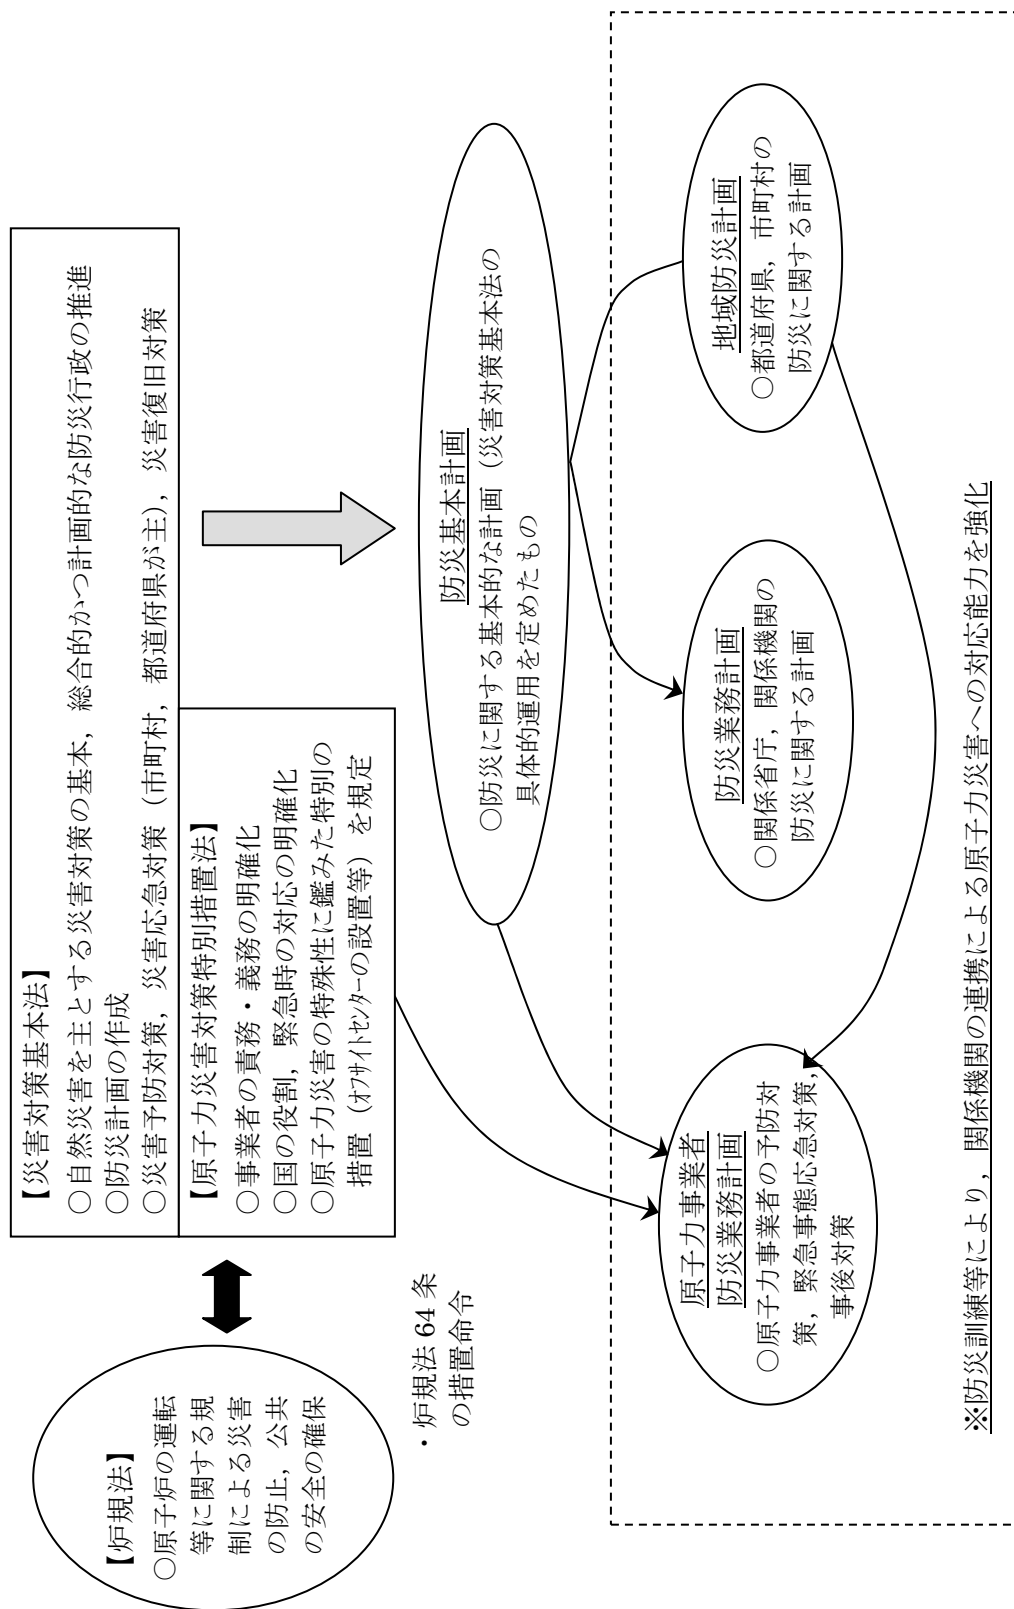 【炉規法】
○原子炉の運転
等に関する規
制による災害
の防止，公共
の安全の確保
【災害対策基本法】
○自然災害を主とする災害対策の基本，総合的かつ計画的な防災行政の推進
○防災計画の作成
○災害予防対策，災害応急対策（市町村，都道府県が主），災害復旧対策
【原子力災害対策特別措置法】
○事業者の責務・義務の明確化
○国の役割，緊急時の対応の明確化
○原子力災害の特殊性に鑑みた特別の
措置（ｵﾌｻｲﾄｾﾝﾀｰの設置等）を規定
・炉規法 64 条
の措置命令
防災基本計画
○防災に関する基本的な計画（災害対策基本法の
具体的運用を定めたもの
原子力事業者
防災業務計画
○原子力事業者の予防対
策，緊急事態応急対策，
事後対策
防災業務計画
○関係省庁，関係機関の
防災に関する計画
地域防災計画
○都道府県，市町村の
防災に関する計画
※防災訓練等により，関係機関の連携による原子力災害への対応能力を強化